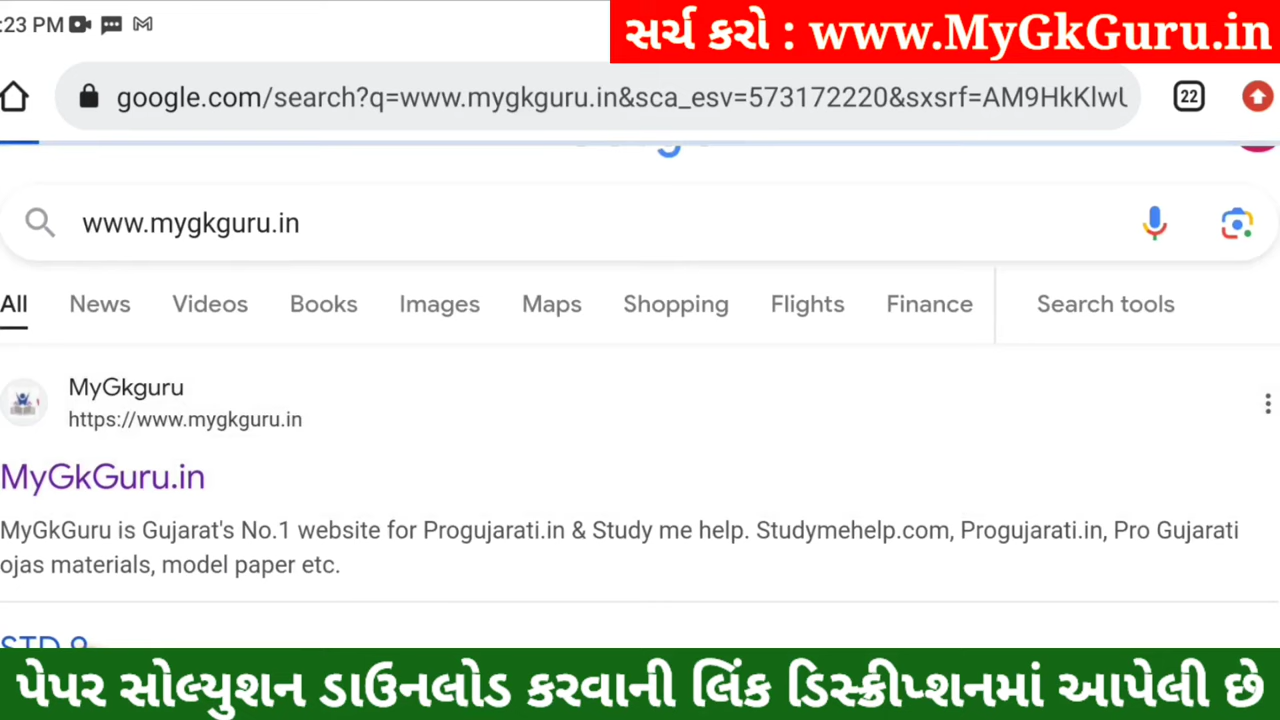 :23 PM
સર્ચ કરો : www.MyGkGuru.in
google.com/search?q=www.mygkguru.in&sca_esv=573172220&sxsrf=AM9HkKlwU
22
www.mygkguru.in
All News Videos Books Images Maps Shopping Flights Finance Search tools
MyGkguru
https://www.mygkguru.in
MyGkGuru.in
MyGkGuru is Gujarat's No.1 website for Progujarati.in & Study me help. Studymehelp.com, Progujarati.in, Pro Gujarati
ojas materials, model paper etc.
પેપર સોલ્યુશન ડાઉનલોડ કરવાની લિંક ડિસ્ક્રીપ્શનમાં આપેલી છે